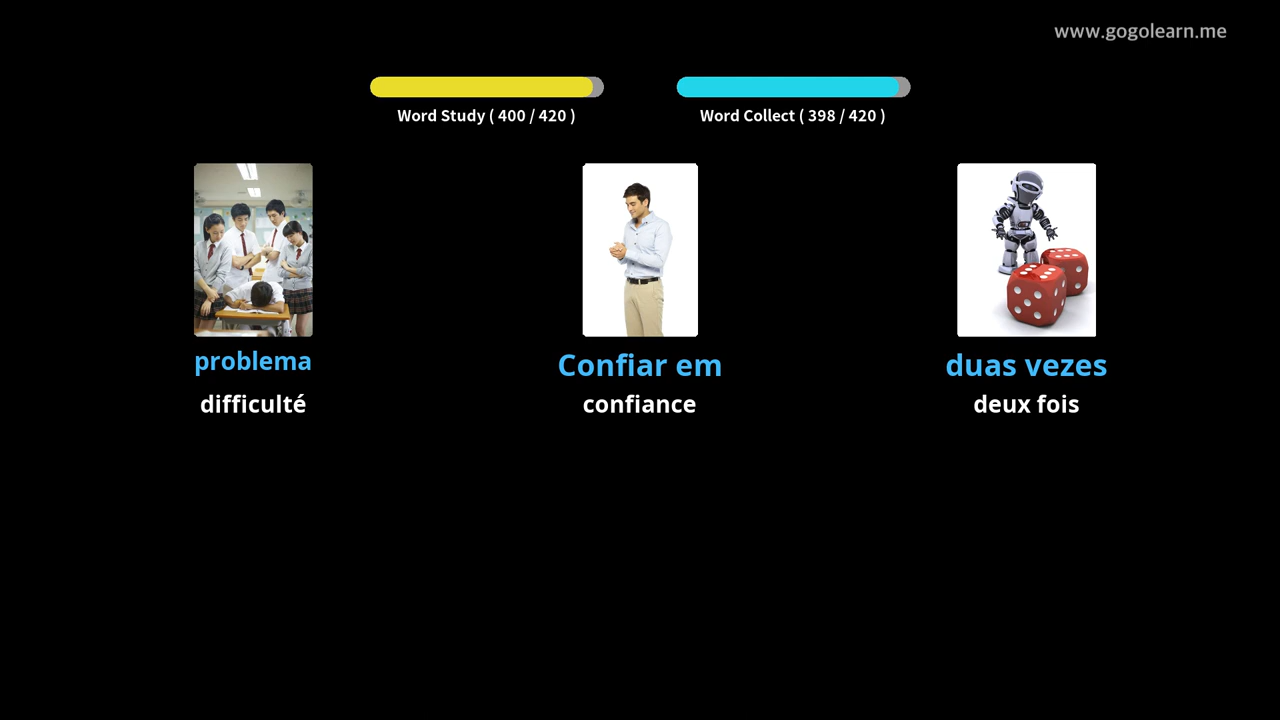 www.gogolearn.me
Word Study ( 400 / 420 )
Word Collect ( 398 / 420 )
problema
difficulté
Confiar em
confiance
duas vezes
deux fois